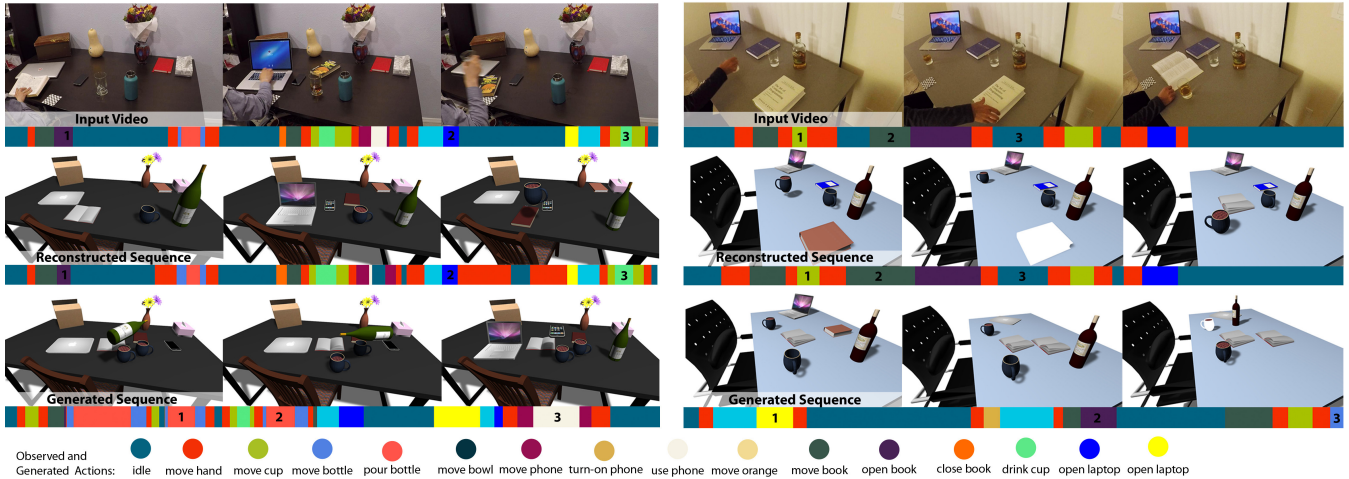 Input Video
Input Video
1
2
3
1
2
3
Reconstructed Sequence
Reconstructed Sequence
1
2
3
1
2
3
Generated Sequence
Generated Sequence
1
2
3
1
2
3
Observed and
Generated Actions:
idle
move hand
move cup
move bottle
pour bottle
move bowl
move phone
turn-on phone
use phone
move orange
move book
open book
close book
drink cup
open laptop
open laptop